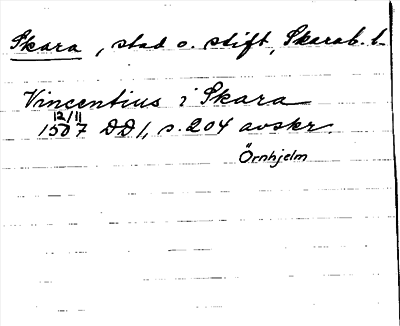 Skara, stad o. stift, Skarab. l.
Vincentius i Skara
12/11
1507 DD 1, s. 204 avskr.
Örnhjelm